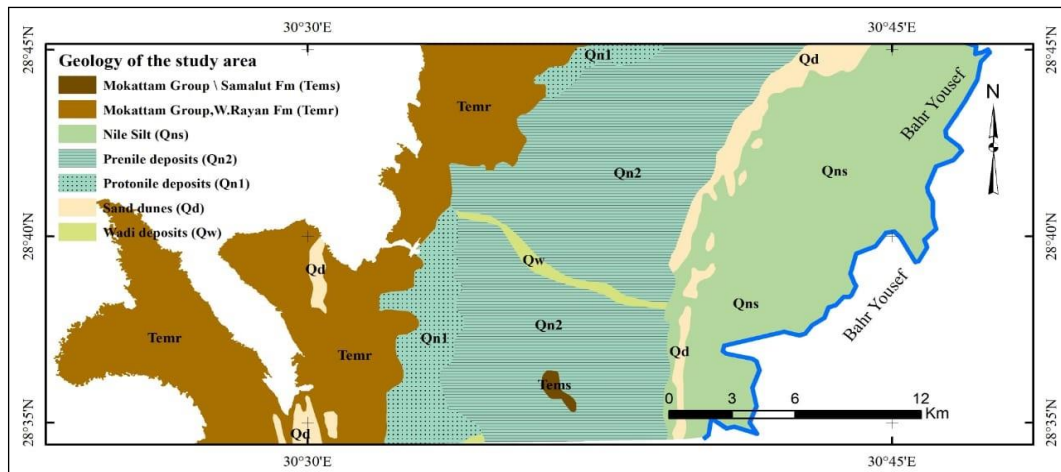 30°30'E 30°45'E
28°45'N 28°45'N
Geology of the study area
Mokattam Group \ Samalut Fm (Tems)
Mokattam Group,W.Rayan Fm (Temr)
Nile Silt (Qns)
Prenile deposits (Qn2)
Protonile deposits (Qn1)
Sand dunes (Qd)
Wadi deposits (Qw)
Qn1
Qd
Temr
Bahr Yousef
N
Qn2
Qns
28°40'N 28°40'N
Qd
Qw
Qns
Bahr Yousef
Temr
Temr
Qn1
Qn2
Qd
Tems
0 3 6 12
Km
28°35'N 28°35'N
Qd
30°30'E 30°45'E